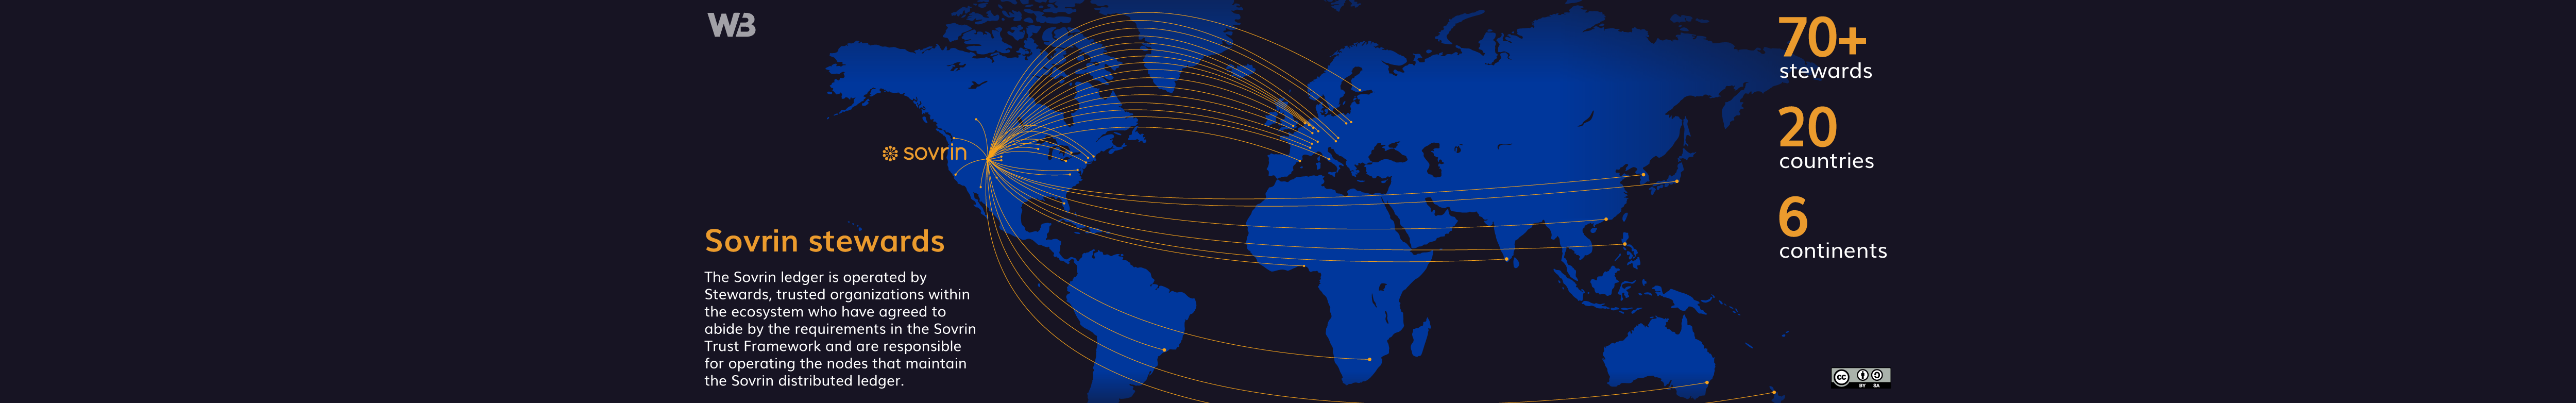 WB
70+
stewards
20
countries
6
continents
sovrin
Sovrin stewards
The Sovrin ledger is operated by
Stewards, trusted organizations within
the ecosystem who have agreed to
abide by the requirements in the Sovrin
Trust Framework and are responsible
for operating the nodes that maintain
the Sovrin distributed ledger.
cc
BY SA